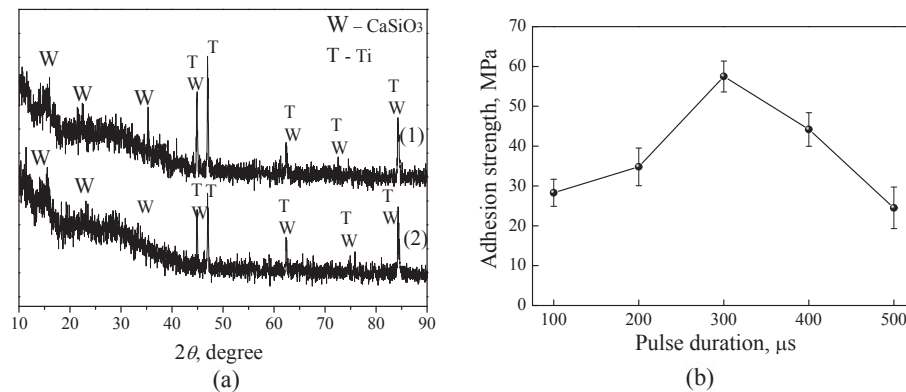 W – CaSiO3
T - Ti
T
T
W
W
W
W
T
W
T
W
T
W
(1)
W
W
W
T
W
T
T
W
T
W
T
W
(2)
10 20 30 40 50 60 70 80 90
2θ, degree
(a)
70
60
50
40
30
20
10
0
Adhesion strength, MPa
100 200 300 400 500
Pulse duration, μs
(b)